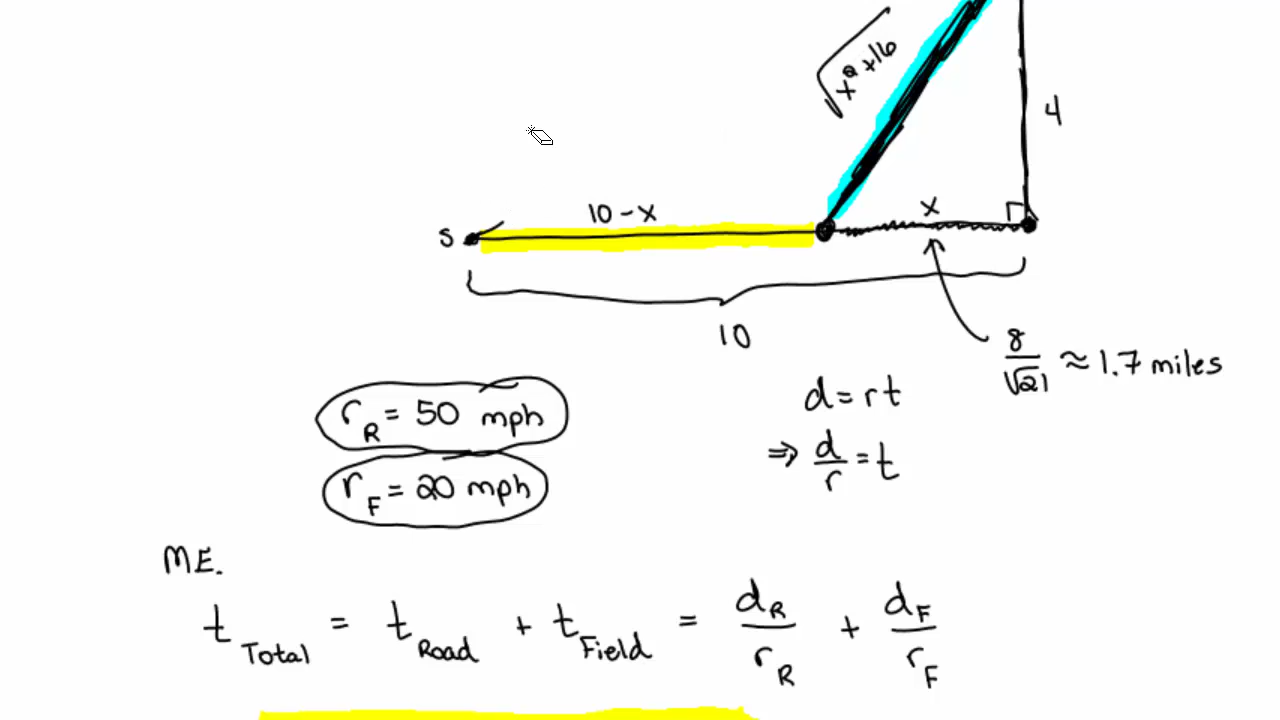 √x²+16
4
10-x
x
S
10
8/√21 ≈ 1.7 miles
r_R = 50 mph
r_F = 20 mph
d = rt
⇒ d/r = t
M.E.
t_Total = t_Road + t_Field = d_R/r_R + d_F/r_F